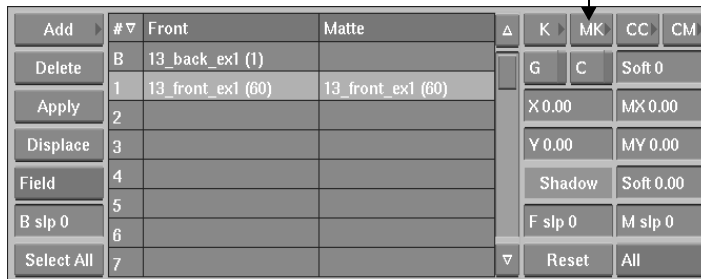 Add # Front Matte K MK CC CM
Delete B 13_back_ex1 (1) G C Soft 0
1 13_front_ex1 (60) 13_front_ex1 (60)
Apply 2 X 0.00 MX 0.00
Displace 3 Y 0.00 MY 0.00
Field 4 Shadow Soft 0.00
5
B slp 0 6 F slp 0 M slp 0
Select All 7 Reset All